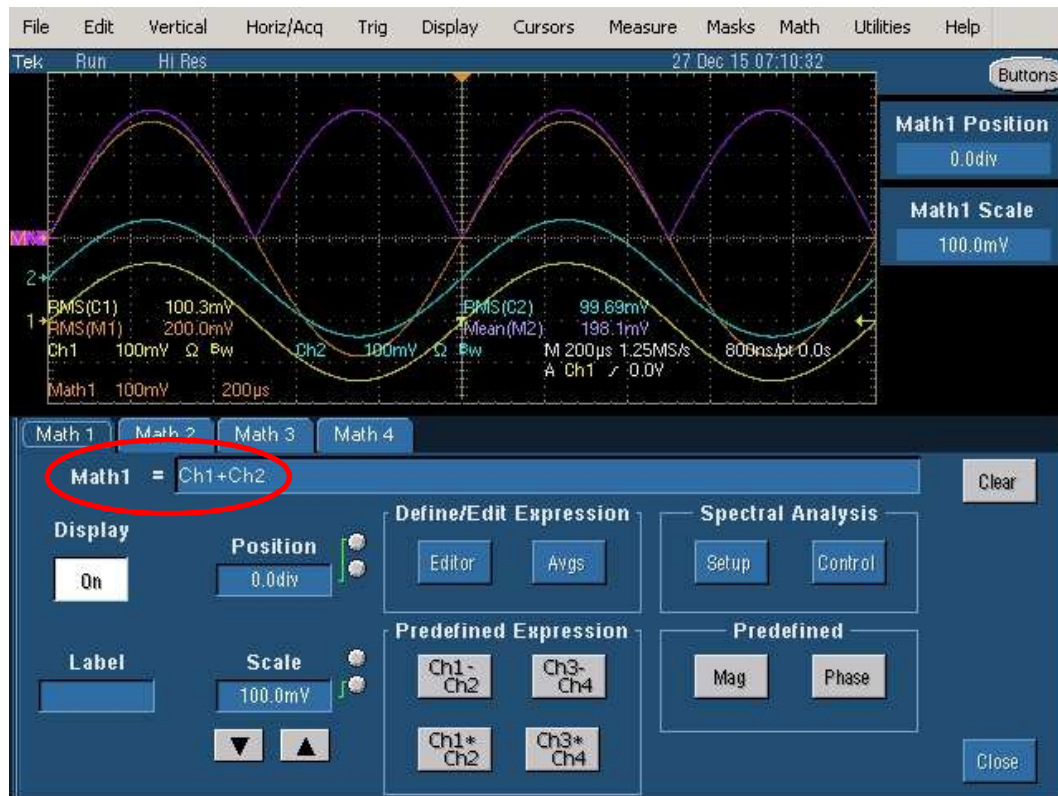 File Edit Vertical Horiz/Acq Trig Display Cursors Measure Masks Math Utilities Help
Tek Run Hi Res 27 Dec 15 07:10:32
Buttons
Math1 Position
0.0div
Math1 Scale
100.0mV
2
1
RMS(C1) 100.3mV RMS(C2) 99.69mV
RMS(M1) 200.0mV Mean(M2) 198.1mV
Ch1 100mV Ω Bw Ch2 100mV Ω Bw M 200µs 1.25MS/s 800ns/pt 0.0s
A Ch1 / 0.0V
Math1 100mV 200µs
Math 1 Math 2 Math 3 Math 4
Math1 = Ch1+Ch2
Clear
Display
On
Position
0.0div
Define/Edit Expression
Editor Avgs
Spectral Analysis
Setup Control
Label
Scale
100.0mV
Predefined Expression
Ch1-
Ch2
Ch3-
Ch4
Ch1*
Ch2
Ch3*
Ch4
Predefined
Mag Phase
Close